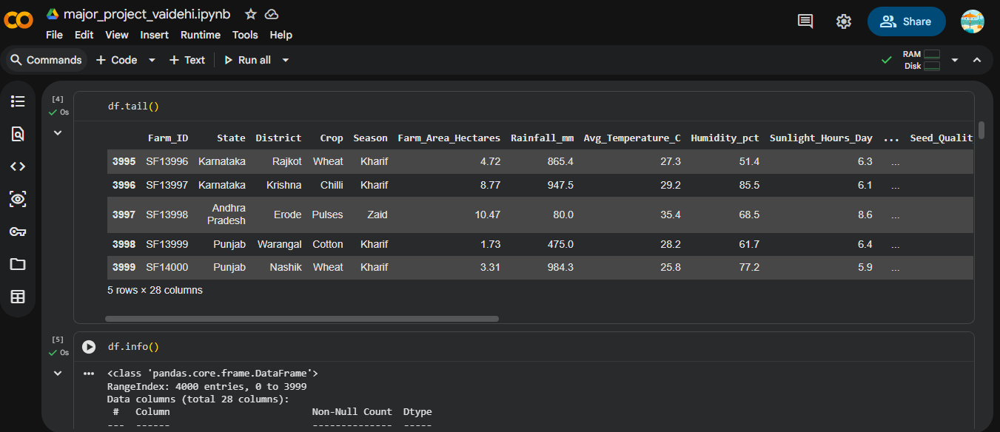 major_project_vaidehi.ipynb
File Edit View Insert Runtime Tools Help
Share
Commands + Code + Text Run all
RAM
Disk
[4]
0s
df.tail()
Farm_ID State District Crop Season Farm_Area_Hectares Rainfall_mm Avg_Temperature_C Humidity_pct Sunlight_Hours_Day ... Seed_Qualit
3995 SF13996 Karnataka Rajkot Wheat Kharif 4.72 865.4 27.3 51.4 6.3 ...
3996 SF13997 Karnataka Krishna Chilli Kharif 8.77 947.5 29.2 85.5 6.1 ...
3997 SF13998 Andhra Pradesh Erode Pulses Zaid 10.47 80.0 35.4 68.5 8.6 ...
3998 SF13999 Punjab Warangal Cotton Kharif 1.73 475.0 28.2 61.7 6.4 ...
3999 SF14000 Punjab Nashik Wheat Kharif 3.31 984.3 25.8 77.2 5.9 ...
5 rows × 28 columns
[5]
0s
df.info()
<class 'pandas.core.frame.DataFrame'>
RangeIndex: 4000 entries, 0 to 3999
Data columns (total 28 columns):
# Column Non-Null Count Dtype
--- ------ -------------- -----